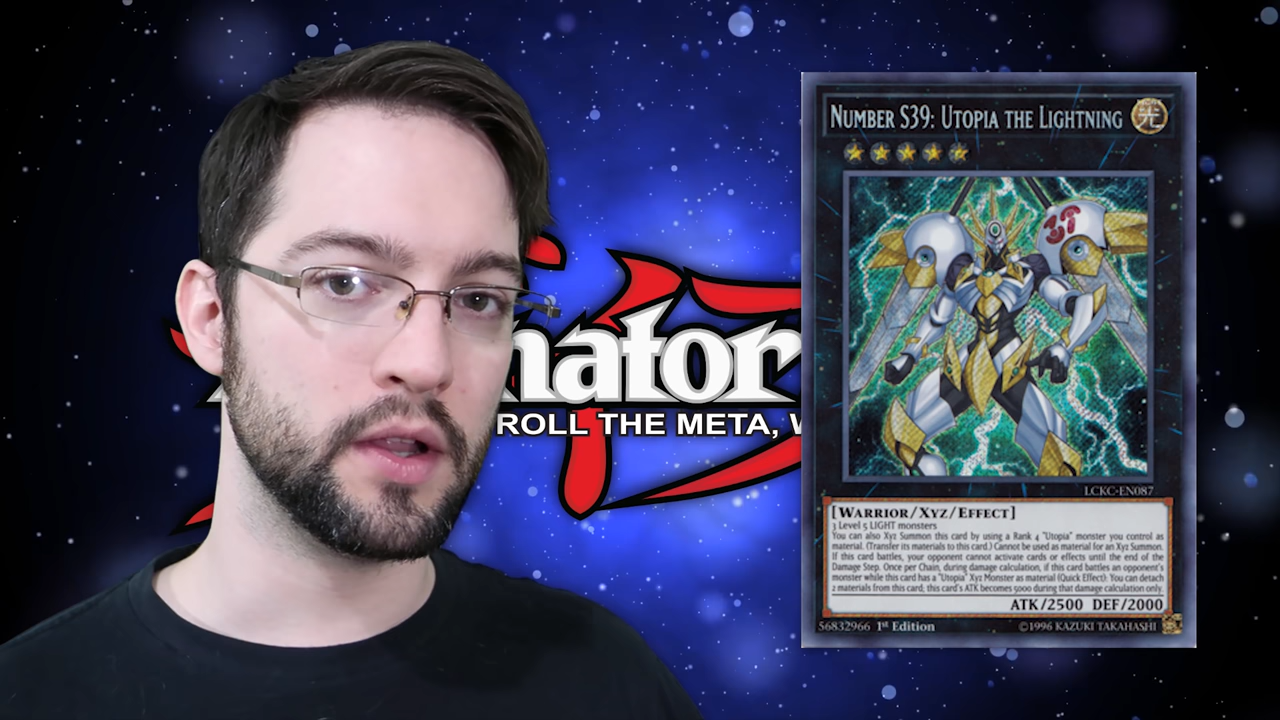 NUMBER S39: UTOPIA THE LIGHTNING
光
39
LCKC-EN087
[WARRIOR/XYZ/EFFECT]
3 Level 5 LIGHT monsters
You can also Xyz Summon this card by using a Rank 4 "Utopia" monster you control as
material. (Transfer its materials to this card.) Cannot be used as material for an Xyz Summon.
If this card battles, your opponent cannot activate cards or effects until the end of the
Damage Step. Once per Chain, during damage calculation, if this card battles an opponent's
monster while this card has a "Utopia" Xyz Monster as material (Quick Effect): You can detach
2 materials from this card; this card's ATK becomes 5000 during that damage calculation only.
ATK/2500 DEF/2000
56832966 1st Edition ©1996 KAZUKI TAKAHASHI
nator
ROLL THE META, W